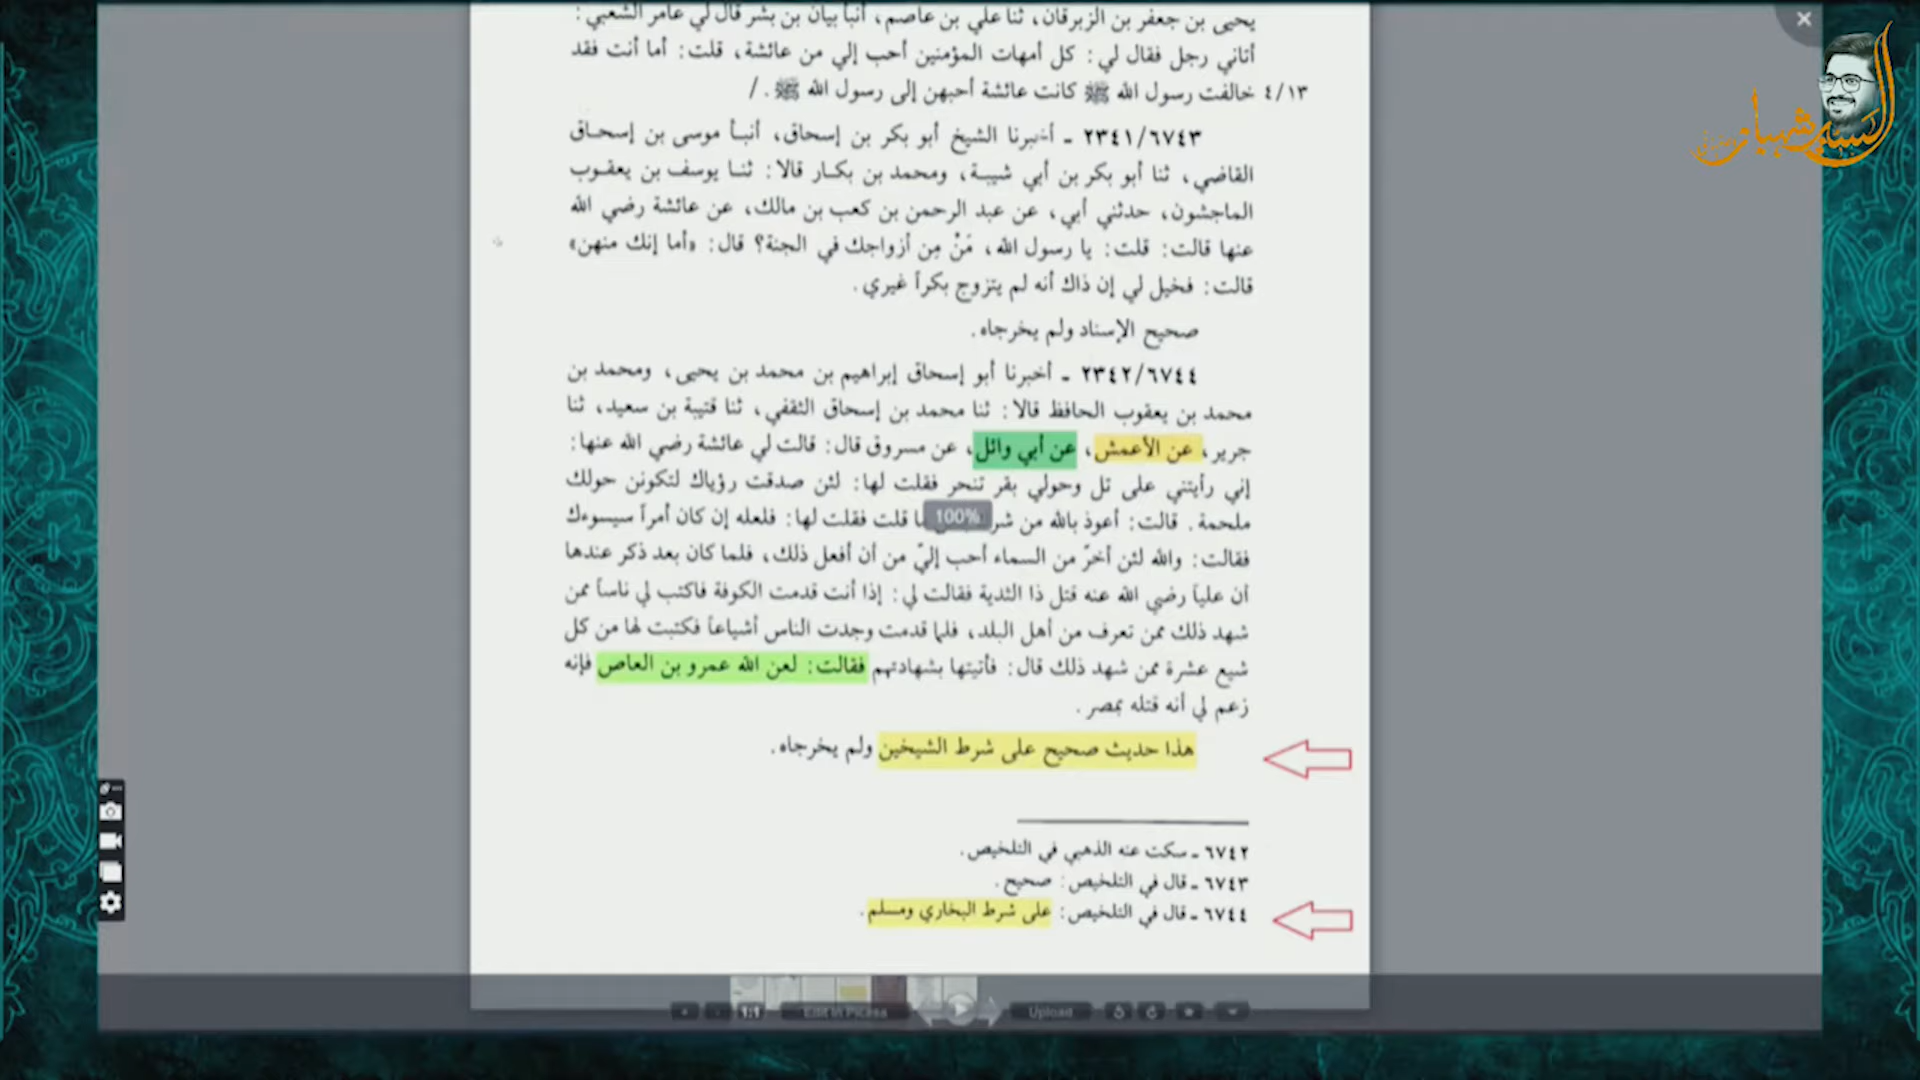 يحيى بن جعفر بن الزبرقان، ثنا علي بن عاصم، أنبأ بيان بن بشر قال لي عامر الشعبي:
أتاني رجل فقال لي: كل أمهات المؤمنين أحب إلي من عائشة، قلت: أما أنت فقد
٤/١٣ خالفت رسول الله ﷺ كانت عائشة أحبهن إلى رسول الله ﷺ. /
٢٣٤١/٦٧٤٣ ـ أخبرنا الشيخ أبو بكر بن إسحاق، أنبأ موسى بن إسحاق
القاضي، ثنا أبو بكر بن أبي شيبة، ومحمد بن بكار قالا: ثنا يوسف بن يعقوب
الماجشون، حدثني أبي، عن عبد الرحمن بن كعب بن مالك، عن عائشة رضي الله
عنها قالت: قلت: يا رسول الله، مَنْ مِن أزواجك في الجنة؟ قال: «أما إنك منهن»
قالت: فخيل لي إن ذاك أنه لم يتزوج بكراً غيري.
صحيح الإسناد ولم يخرجاه.
٢٣٤٢/٦٧٤٤ ـ أخبرنا أبو إسحاق إبراهيم بن محمد بن يحيى، ومحمد بن
محمد بن يعقوب الحافظ قالا: ثنا محمد بن إسحاق الثقفي، ثنا قتيبة بن سعيد، ثنا
جرير، عن الأعمش، عن أبي وائل، عن مسروق قال: قالت لي عائشة رضي الله عنها:
إني رأيتني على تل وحولي بقر تنحر فقلت لها: لئن صدقت رؤياك لتكونن حولك
ملحمة. قالت: أعوذ بالله من قلت فقلت لها: فلعله إن كان أمراً سيسوءك
100%
فقالت: والله لئن أخرّ من السماء أحب إليّ من أن أفعل ذلك، فلما كان بعد ذكر عندها
أن علياً رضي الله عنه قتل ذا الثدية فقالت لي: إذا أنت قدمت الكوفة فاكتب لي ناساً ممن
شهد ذلك ممن تعرف من أهل البلد، فلما قدمت وجدت الناس أشياعاً فكتبت لها من كل
شيع عشرة ممن شهد ذلك قال: فأتيتها بشهادتهم فقالت: لعن الله عمرو بن العاص فإنه
زعم لي أنه قتله بمصر.
هذا حديث صحيح على شرط الشيخين ولم يخرجاه.
٦٧٤٢ ـ سكت عنه الذهبي في التلخيص.
٦٧٤٣ ـ قال في التلخيص: صحيح.
٦٧٤٤ ـ قال في التلخيص: على شرط البخاري ومسلم.
1:1 Edit in Picasa Upload